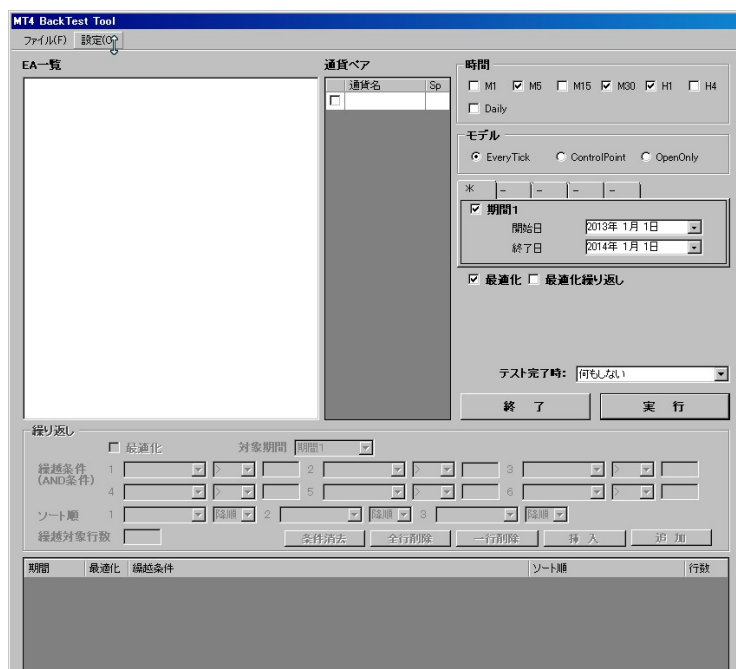 MT4 BackTest Tool
ファイル(F) 設定(O)
EA一覧
通貨ペア
通貨名 Sp
時間
M1 M5 M15 M30 H1 H4
Daily
モデル
EveryTick ControlPoint OpenOnly
* - - - -
期間1
開始日 2013年 1月 1日
終了日 2014年 1月 1日
最適化 最適化繰り返し
テスト完了時: 何もしない
終 了 実 行
繰り返し
最適化 対象期間 期間1
繰越条件 1 > 2 > 3 >
(AND条件)
4 > 5 > 6 >
ソート順 1 降順 2 降順 3 降順
繰越対象行数 条件消去 全行削除 一行削除 挿 入 追 加
期間 最適化 繰越条件 ソート順 行数